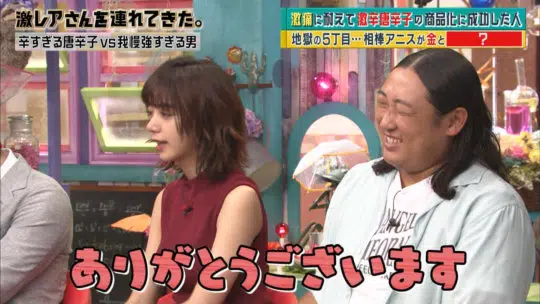 激レアさんを連れてきた。
辛すぎる唐辛子vs我慢強すぎる男
激痛に耐えて激辛唐辛子の商品化に成功した人
地獄の5丁目…相棒アニスが金と
?
ありがとうございます